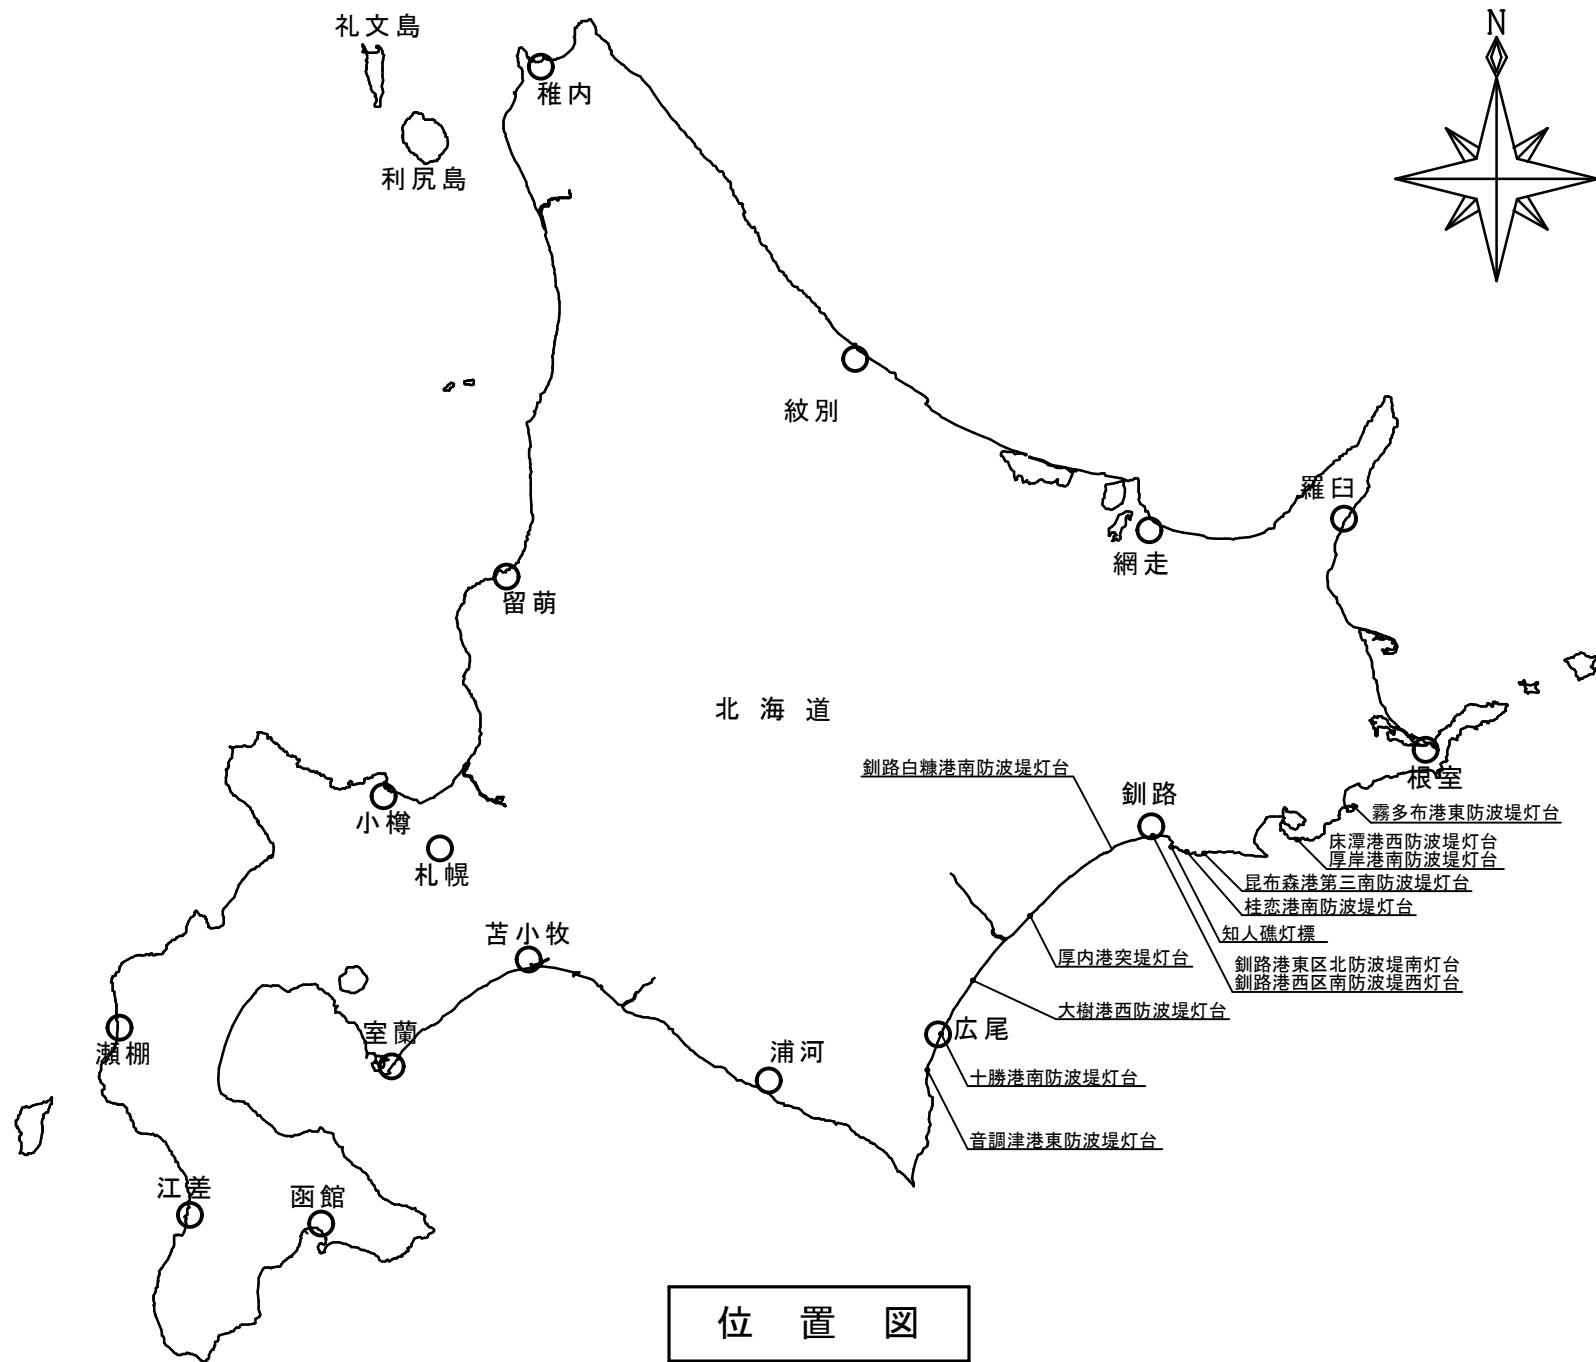 礼文島
N
稚内
利尻島
紋別
羅臼
網走
留萌
北海道
釧路白糠港南防波堤灯台
釧路
根室
霧多布港東防波堤灯台
床潭港西防波堤灯台
厚岸港南防波堤灯台
昆布森港第三南防波堤灯台
桂恋港南防波堤灯台
知人礁灯標
釧路港東区北防波堤南灯台
釧路港西区南防波堤西灯台
小樽
札幌
苫小牧
厚内港突堤灯台
大樹港西防波堤灯台
広尾
十勝港南防波堤灯台
音調津港東防波堤灯台
瀬棚
室蘭
浦河
江差
函館
位置図